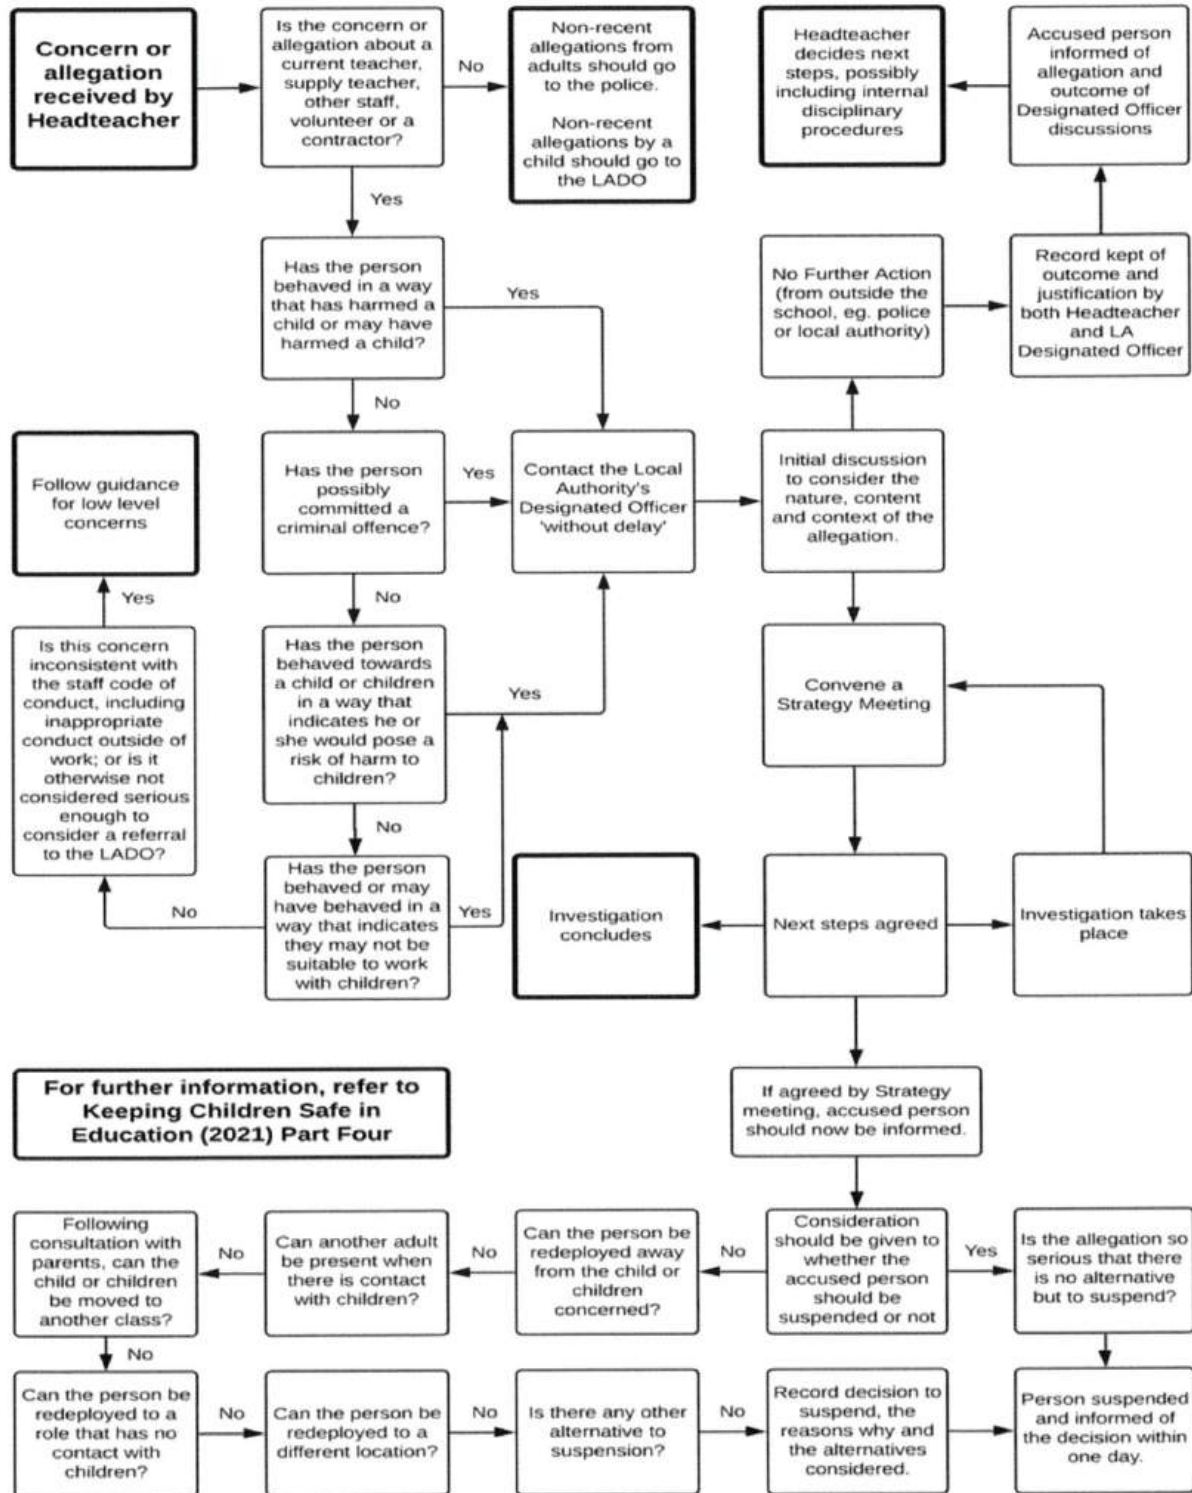 Concern or
allegation
received by
Headteacher
Is the concern or
allegation about a
current teacher,
supply teacher,
other staff,
volunteer or a
contractor?
No
Non-recent
allegations from
adults should go
to the police.
Non-recent
allegations by a
child should go to
the LADO
Headteacher
decides next
steps, possibly
including internal
disciplinary
procedures
Accused person
informed of
allegation and
outcome of
Designated Officer
discussions
Yes
Has the person
behaved in a way
that has harmed a
child or may have
harmed a child?
Yes
No Further Action
(from outside the
school, eg. police
or local authority)
Record kept of
outcome and
justification by
both Headteacher
and LA
Designated Officer
No
Follow guidance
for low level
concerns
Has the person
possibly
committed a
criminal offence?
Yes
Contact the Local
Authority's
Designated Officer
'without delay'
Initial discussion
to consider the
nature, content
and context of the
allegation.
Yes
No
Is this concern
inconsistent with
the staff code of
conduct, including
inappropriate
conduct outside of
work; or is it
otherwise not
considered serious
enough to
consider a referral
to the LADO?
Has the person
behaved towards
a child or children
in a way that
indicates he or
she would pose a
risk of harm to
children?
Yes
Convene a
Strategy Meeting
No
No
Has the person
behaved or may
have behaved in a
way that indicates
they may not be
suitable to work
with children?
Yes
Investigation
concludes
Next steps agreed
Investigation takes
place
For further information, refer to
Keeping Children Safe in
Education (2021) Part Four
If agreed by Strategy
meeting, accused person
should now be informed.
Following
consultation with
parents, can the
child or children
be moved to
another class?
No
Can another adult
be present when
there is contact
with children?
No
Can the person be
redeployed away
from the child or
children
concerned?
No
Consideration
should be given to
whether the
accused person
should be
suspended or not
Yes
Is the allegation so
serious that there
is no alternative
but to suspend?
No
Can the person be
redeployed to a
role that has no
contact with
children?
No
Can the person be
redeployed to a
different location?
No
Is there any other
alternative to
suspension?
No
Record decision to
suspend, the
reasons why and
the alternatives
considered.
Person suspended
and informed of
the decision within
one day.